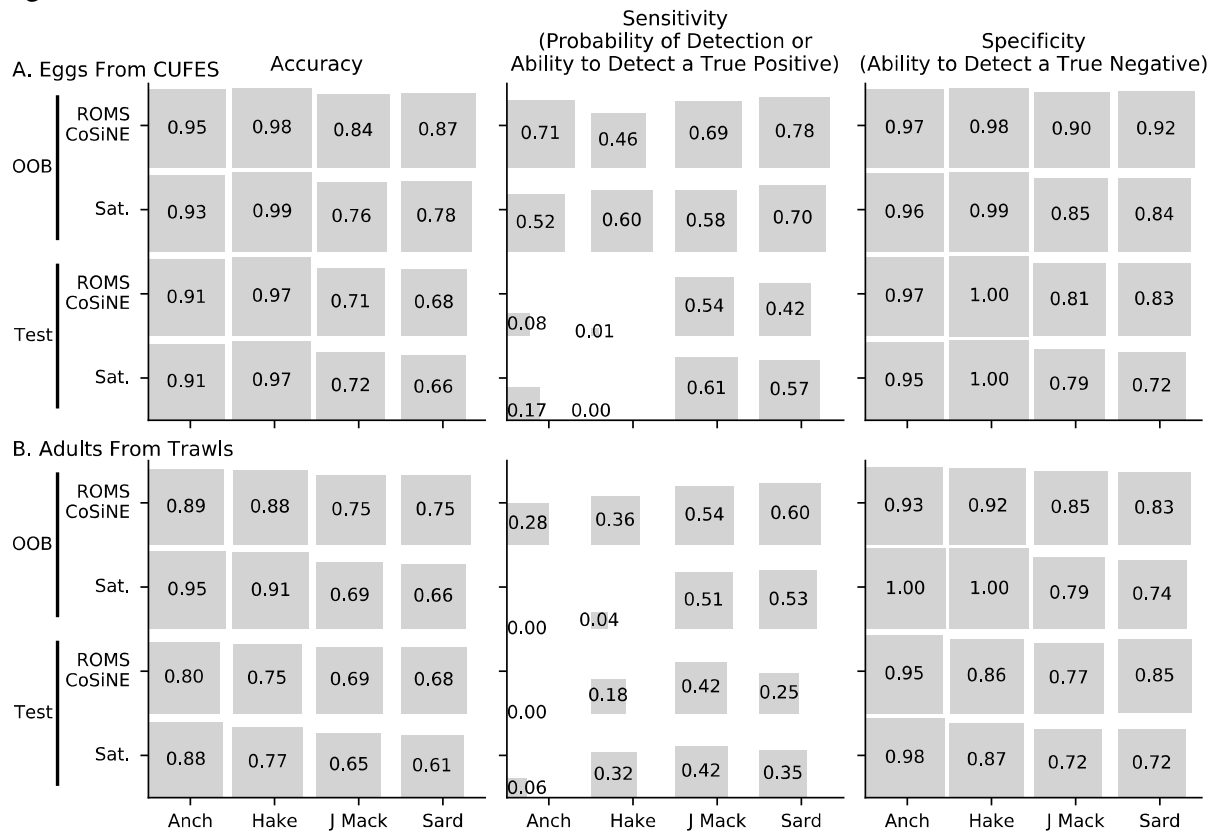 Sensitivity
(Probability of Detection or
Ability to Detect a True Positive)
Specificity
(Ability to Detect a True Negative)
Accuracy
A. Eggs From CUFES
OOB
ROMS
CoSiNE
0.95 0.98 0.84 0.87 0.71 0.46 0.69 0.78 0.97 0.98 0.90 0.92
Sat.
0.93 0.99 0.76 0.78 0.52 0.60 0.58 0.70 0.96 0.99 0.85 0.84
Test
ROMS
CoSiNE
0.91 0.97 0.71 0.68 0.08 0.01 0.54 0.42 0.97 1.00 0.81 0.83
Sat.
0.91 0.97 0.72 0.66 0.17 0.00 0.61 0.57 0.95 1.00 0.79 0.72
B. Adults From Trawls
OOB
ROMS
CoSiNE
0.89 0.88 0.75 0.75 0.28 0.36 0.54 0.60 0.93 0.92 0.85 0.83
Sat.
0.95 0.91 0.69 0.66 0.00 0.04 0.51 0.53 1.00 1.00 0.79 0.74
Test
ROMS
CoSiNE
0.80 0.75 0.69 0.68 0.00 0.18 0.42 0.25 0.95 0.86 0.77 0.85
Sat.
0.88 0.77 0.65 0.61 0.06 0.32 0.42 0.35 0.98 0.87 0.72 0.72
Anch Hake J Mack Sard Anch Hake J Mack Sard Anch Hake J Mack Sard